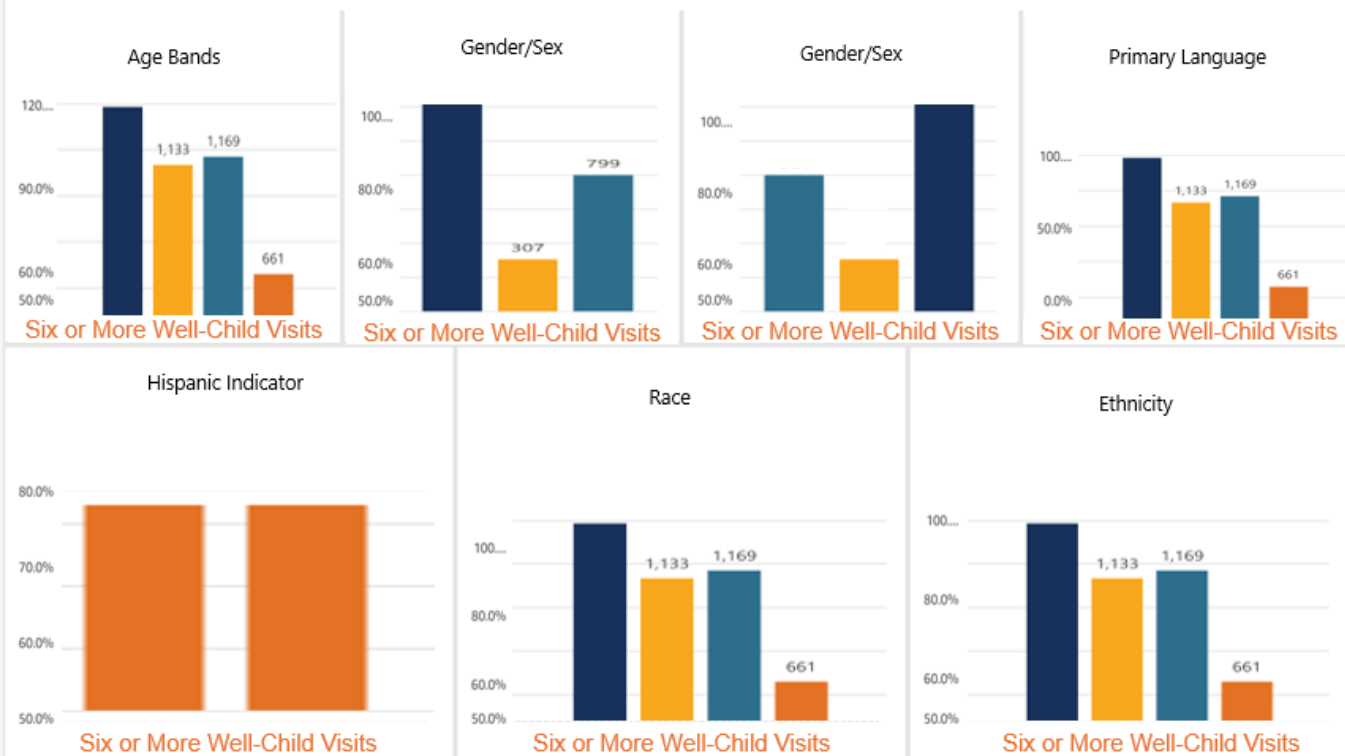 Age Bands
120....
90.0%
60.0%
50.0%
1,133
1,169
661
Six or More Well-Child Visits
Gender/Sex
100....
80.0%
60.0%
50.0%
307
799
Six or More Well-Child Visits
Gender/Sex
100....
80.0%
60.0%
50.0%
Six or More Well-Child Visits
Primary Language
100....
50.0%
0.0%
1,133
1,169
661
Six or More Well-Child Visits
Hispanic Indicator
80.0%
70.0%
60.0%
50.0%
Six or More Well-Child Visits
Race
100....
80.0%
60.0%
50.0%
1,133
1,169
661
Six or More Well-Child Visits
Ethnicity
100....
80.0%
60.0%
50.0%
1,133
1,169
661
Six or More Well-Child Visits